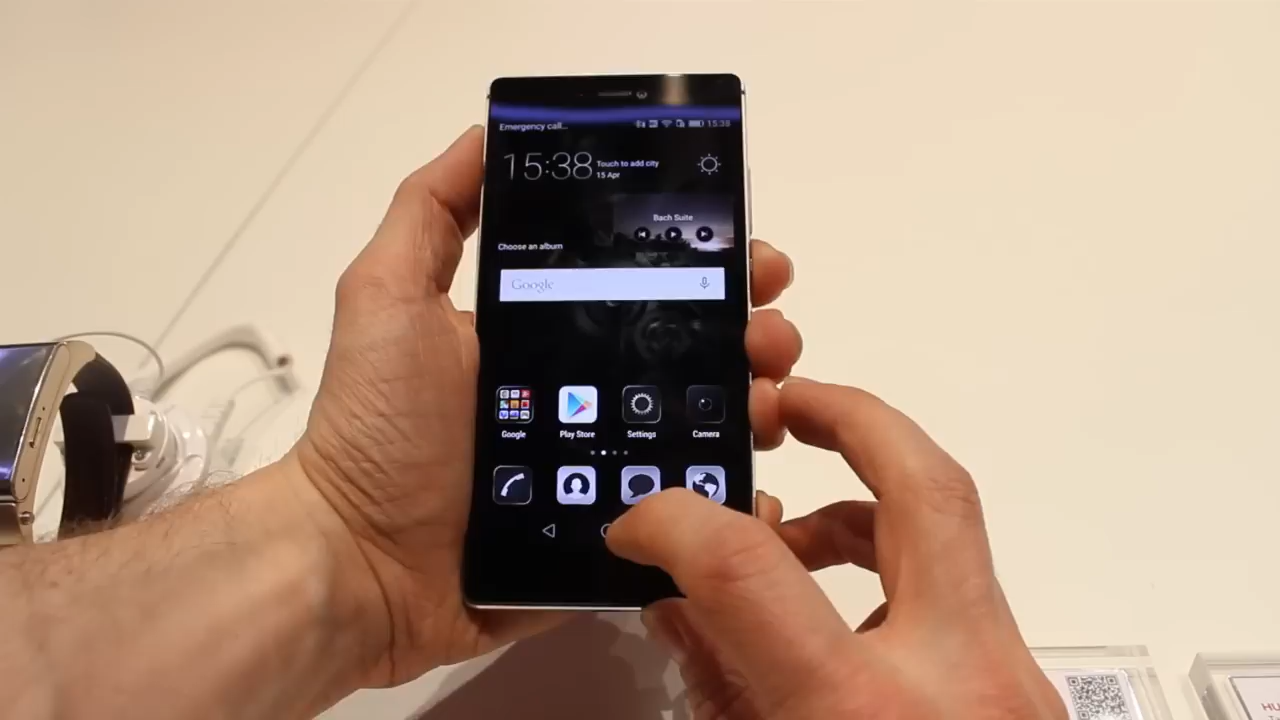 Emergency call...
15:38
15:38
Touch to add city
15 Apr
Bach Suite
Choose an album
Google
Google
Play Store
Settings
Camera
HU